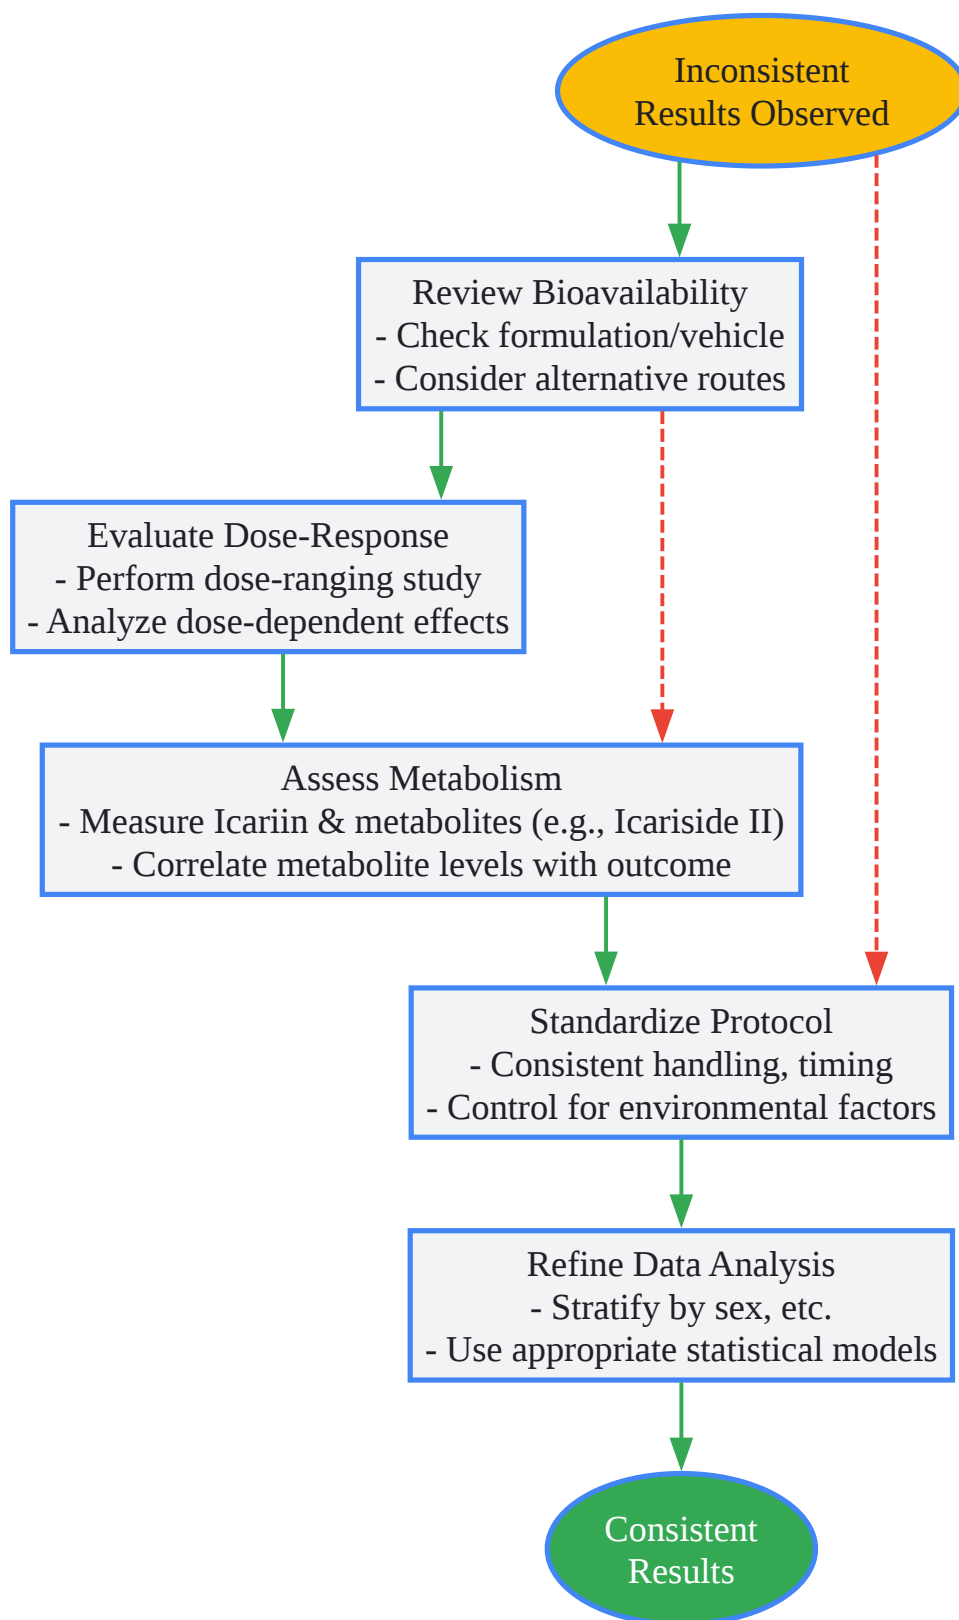 Inconsistent
Results Observed
Review Bioavailability
- Check formulation/vehicle
- Consider alternative routes
Evaluate Dose-Response
- Perform dose-ranging study
- Analyze dose-dependent effects
Assess Metabolism
- Measure Icariin & metabolites (e.g., Icariside II)
- Correlate metabolite levels with outcome
Standardize Protocol
- Consistent handling, timing
- Control for environmental factors
Refine Data Analysis
- Stratify by sex, etc.
- Use appropriate statistical models
Consistent
Results